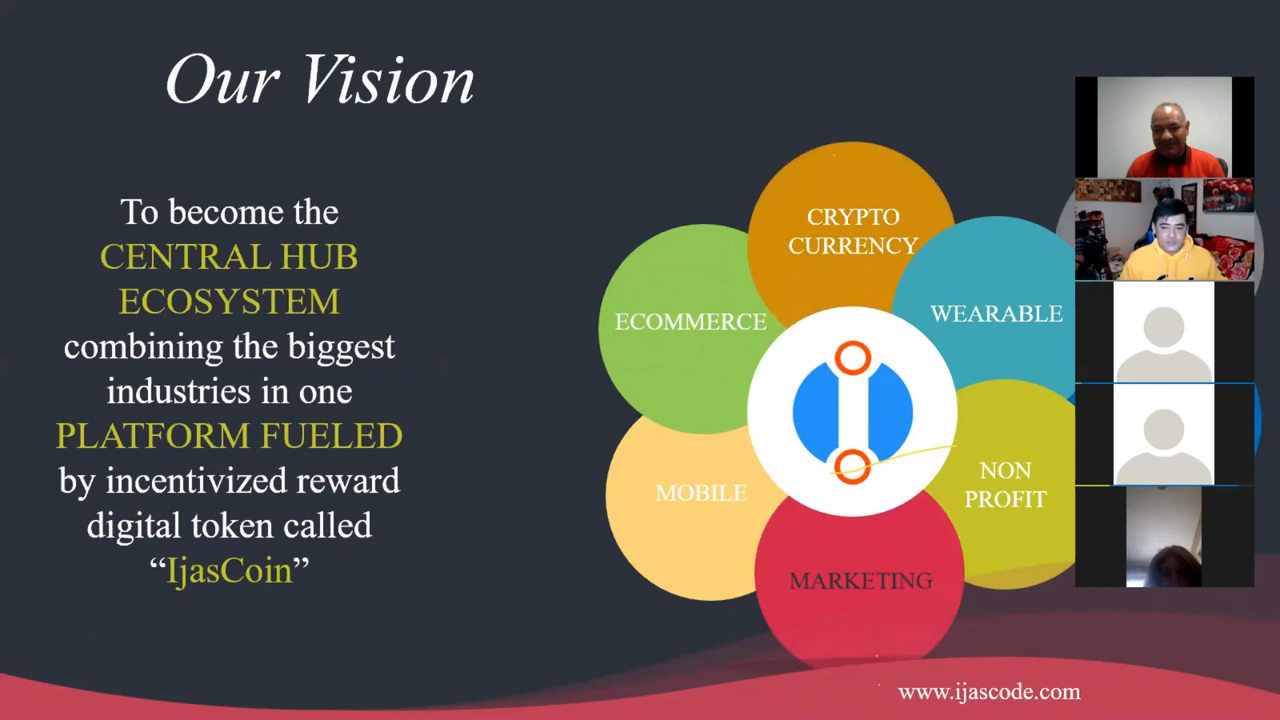 Our Vision
To become the
CENTRAL HUB
ECOSYSTEM
combining the biggest
industries in one
PLATFORM FUELED
by incentivized reward
digital token called
“IjasCoin”
CRYPTO
CURRENCY
ECOMMERCE
WEARABLE
MOBILE
NON
PROFIT
MARKETING
www.ijascode.com